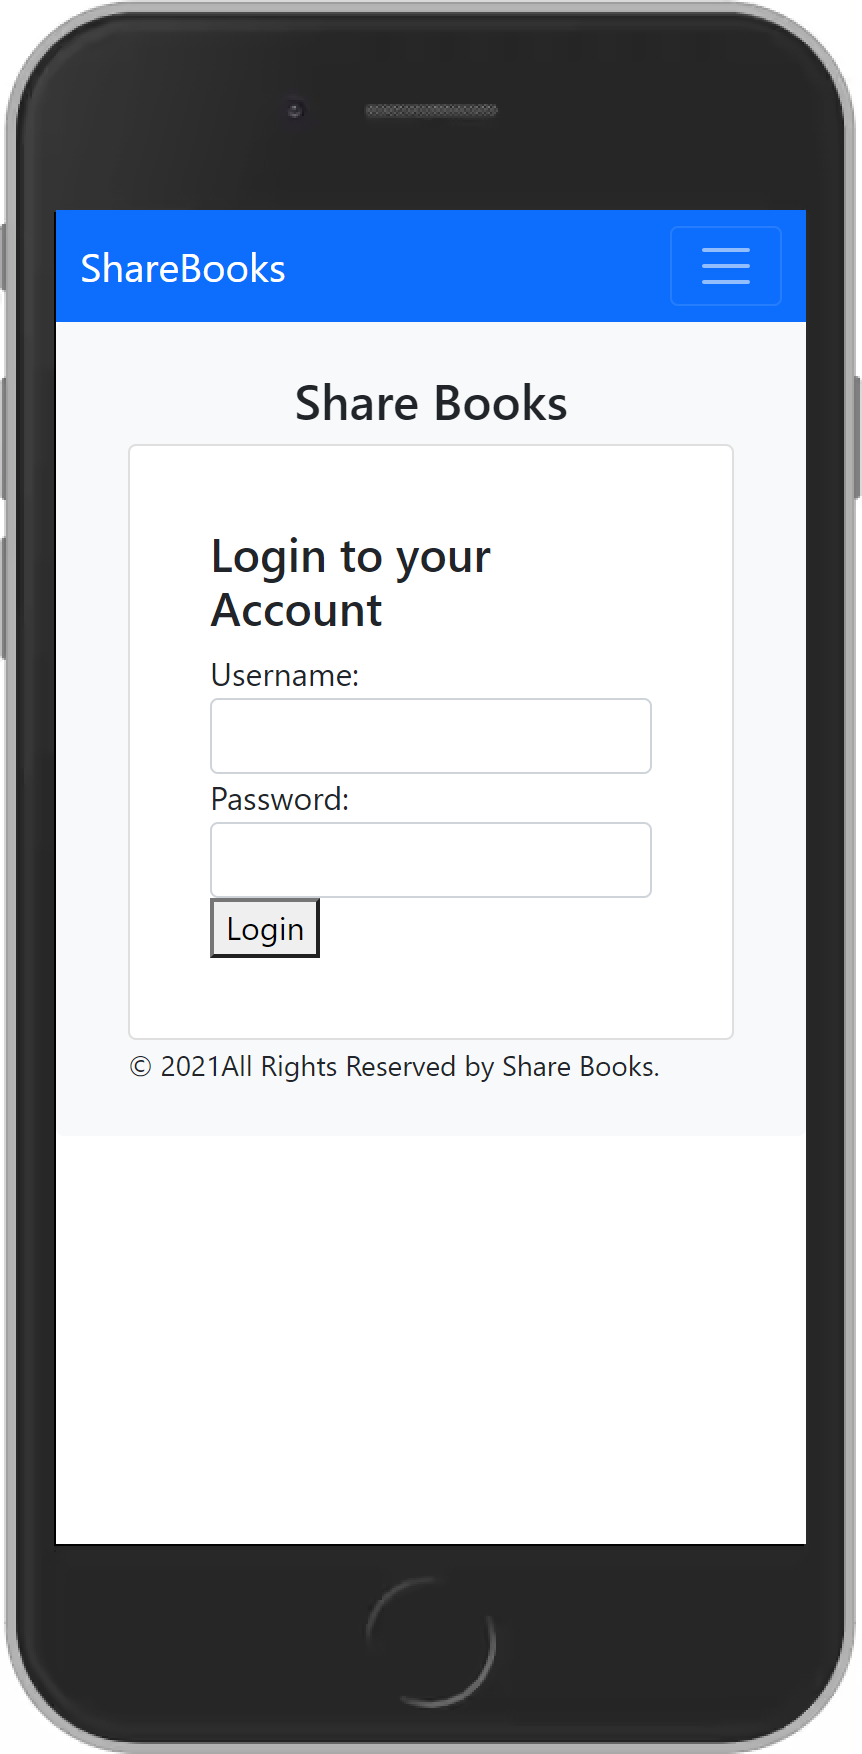 ShareBooks
Share Books
Login to your
Account
Username:
Password:
Login
© 2021All Rights Reserved by Share Books.